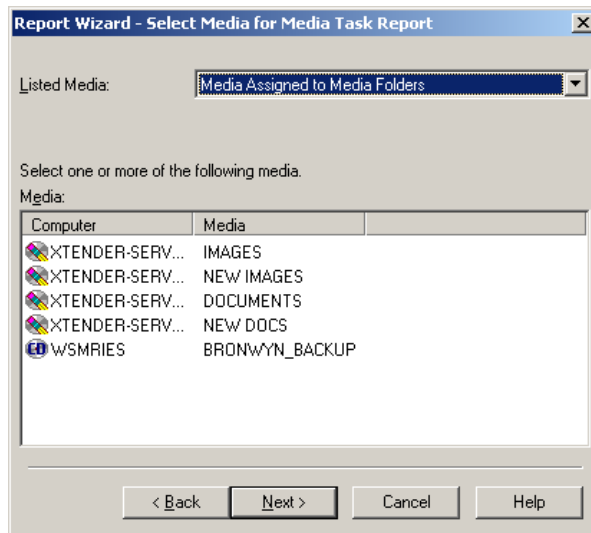 Report Wizard - Select Media for Media Task Report
Listed Media: Media Assigned to Media Folders
Select one or more of the following media.
Media:
Computer Media
XTENDER-SERV... IMAGES
XTENDER-SERV... NEW IMAGES
XTENDER-SERV... DOCUMENTS
XTENDER-SERV... NEW DOCS
CD WSMRIES BRONWYN_BACKUP
< Back Next > Cancel Help